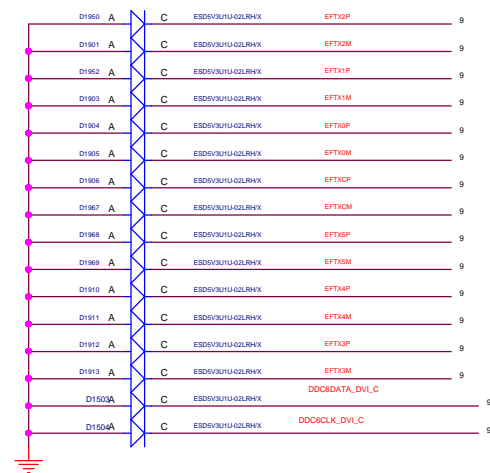 D1950 A C ESD5V3U1U-02LRH/X EFTX2P 9
D1901 A C ESD5V3U1U-02LRH/X EFTX2M 9
D1952 A C ESD5V3U1U-02LRH/X EFTX1P 9
D1903 A C ESD5V3U1U-02LRH/X EFTX1M 9
D1904 A C ESD5V3U1U-02LRH/X EFTX0P 9
D1905 A C ESD5V3U1U-02LRH/X EFTX0M 9
D1906 A C ESD5V3U1U-02LRH/X EFTXCP 9
D1967 A C ESD5V3U1U-02LRH/X EFTXCM 9
D1968 A C ESD5V3U1U-02LRH/X EFTX5P 9
D1969 A C ESD5V3U1U-02LRH/X EFTX5M 9
D1910 A C ESD5V3U1U-02LRH/X EFTX4P 9
D1911 A C ESD5V3U1U-02LRH/X EFTX4M 9
D1912 A C ESD5V3U1U-02LRH/X EFTX3P 9
D1913 A C ESD5V3U1U-02LRH/X EFTX3M 9
D1503 A C ESD5V3U1U-02LRH/X DDC6DATA_DVI_C 9
D1504 A C ESD5V3U1U-02LRH/X DDC6CLK_DVI_C 9